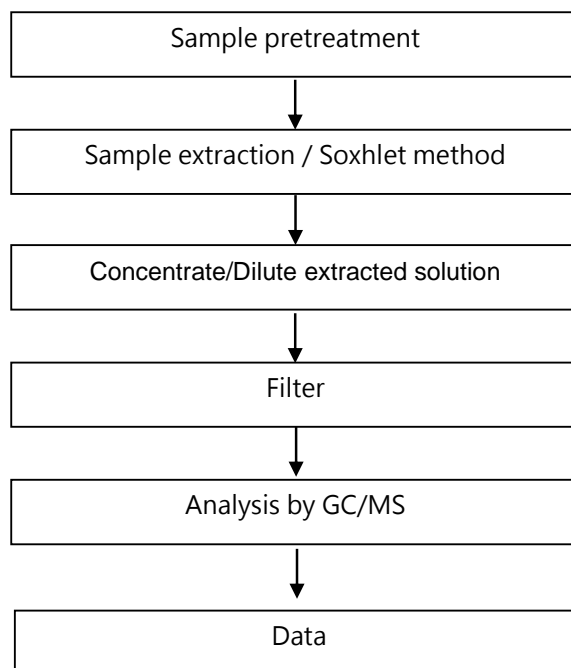 Sample pretreatment
Sample extraction / Soxhlet method
Concentrate/Dilute extracted solution
Filter
Analysis by GC/MS
Data